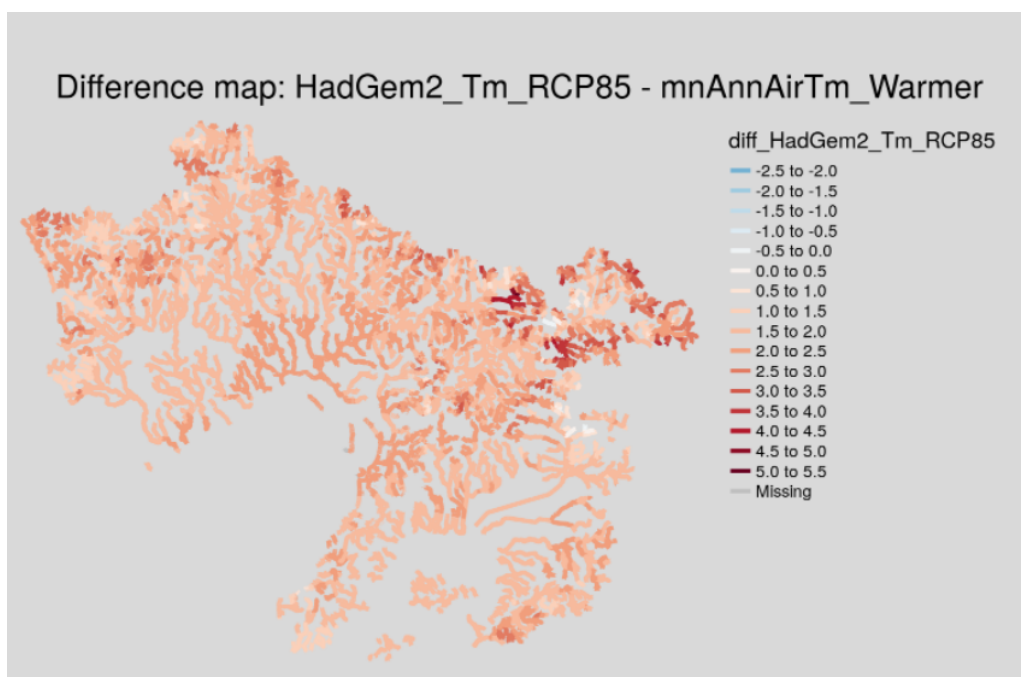 Difference map: HadGem2_Tm_RCP85 - mnAnnAirTm_Warmer
diff_HadGem2_Tm_RCP85
-2.5 to -2.0
-2.0 to -1.5
-1.5 to -1.0
-1.0 to -0.5
-0.5 to 0.0
0.0 to 0.5
0.5 to 1.0
1.0 to 1.5
1.5 to 2.0
2.0 to 2.5
2.5 to 3.0
3.0 to 3.5
3.5 to 4.0
4.0 to 4.5
4.5 to 5.0
5.0 to 5.5
Missing